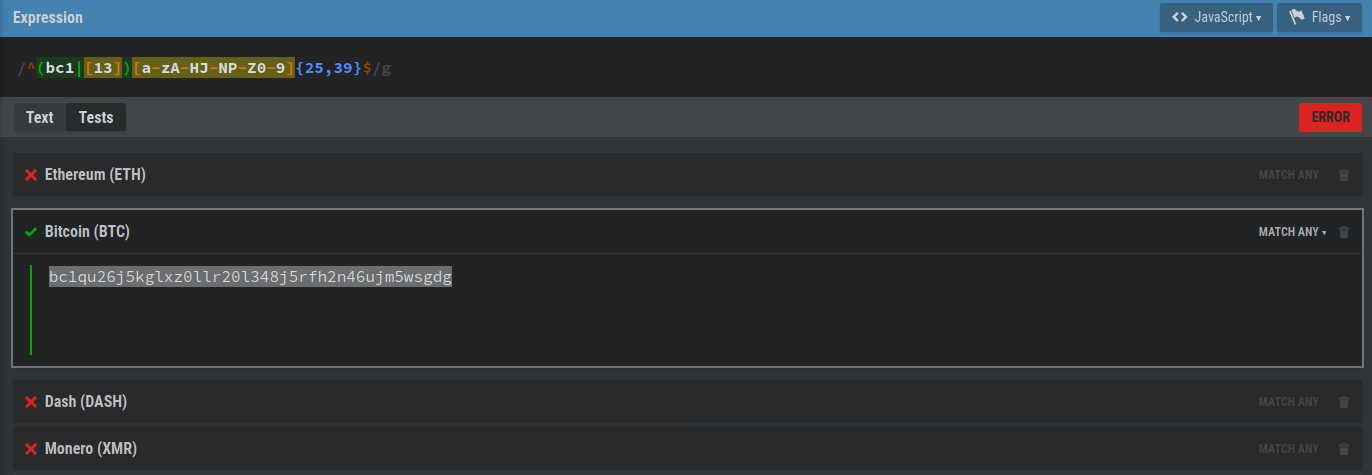 Expression
JavaScript
Flags
/^(bc1|[13])[a-zA-HJ-NP-Z0-9]{25,39}$/g
Text
Tests
ERROR
Ethereum (ETH)
MATCH ANY
Bitcoin (BTC)
MATCH ANY
bc1qu26j5kglxz0llr20l348j5rfh2n46ujm5wsgdg
Dash (DASH)
MATCH ANY
Monero (XMR)
MATCH ANY